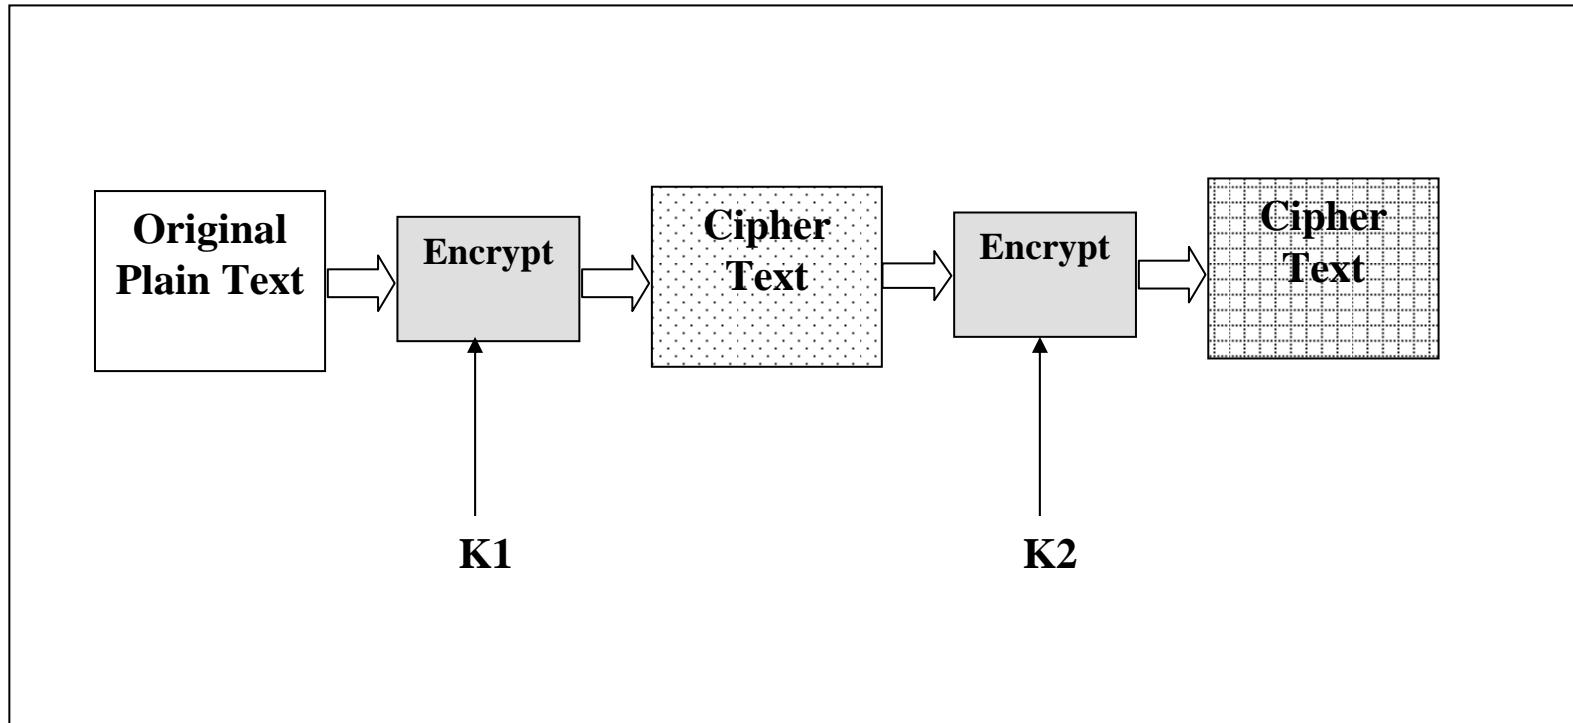 Original
Plain Text
Encrypt
Cipher
Text
Encrypt
Cipher
Text
K1
K2